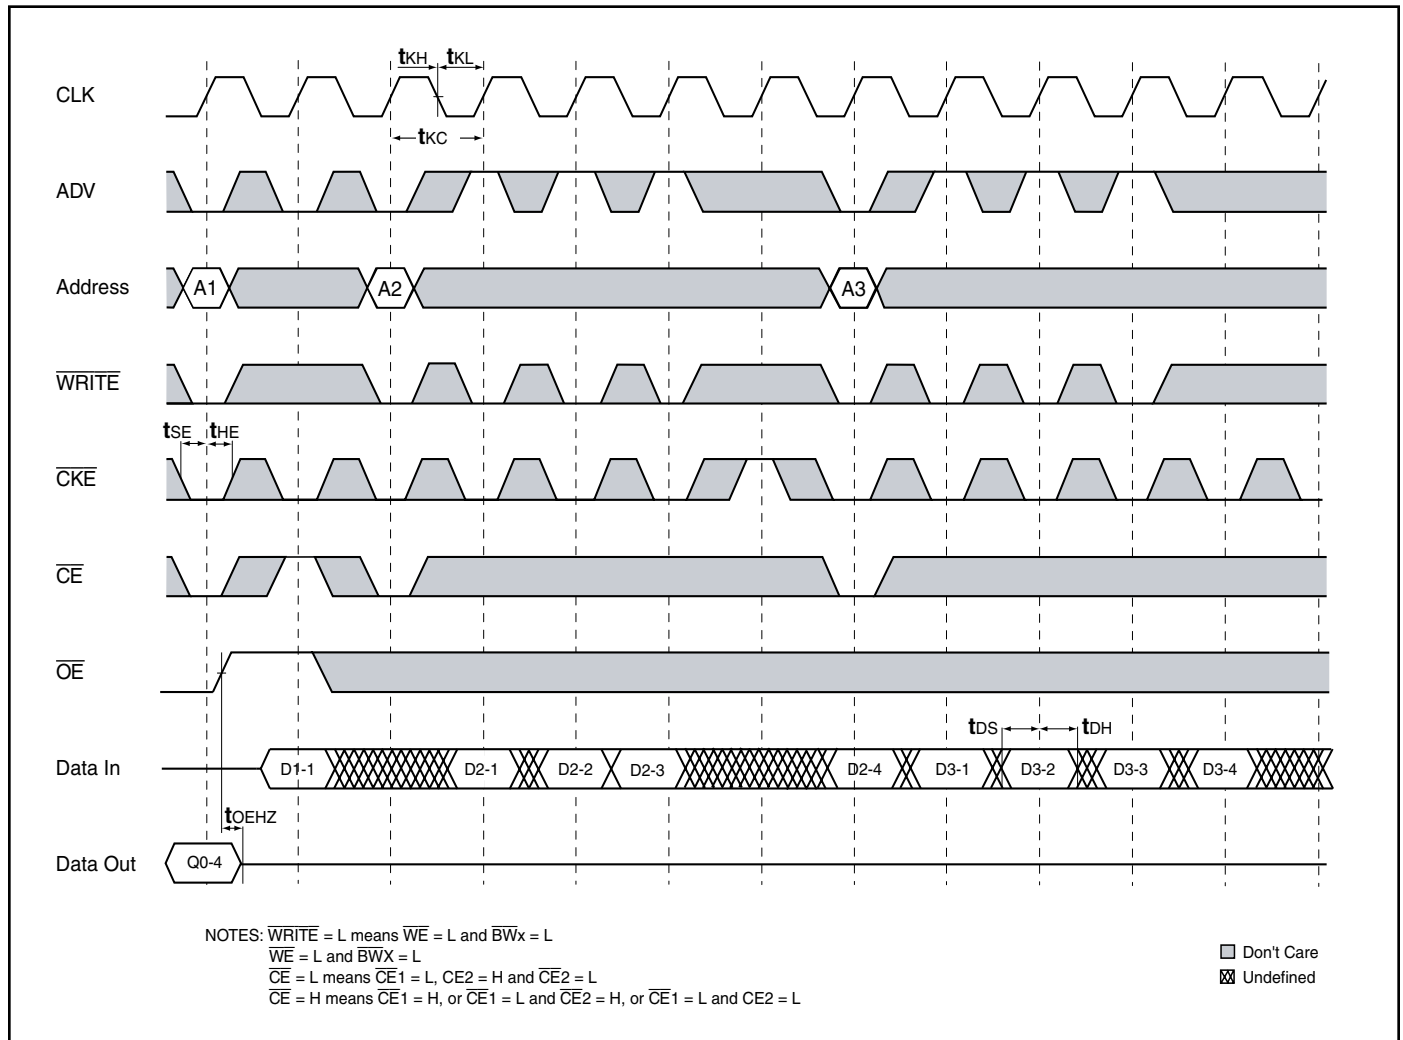 tKH tKL
CLK
tKC
ADV
Address A1 A2 A3
WRITE
tSE tHE
CKE
CE
OE
tDS tDH
Data In D1-1 D2-1 D2-2 D2-3 D2-4 D3-1 D3-2 D3-3 D3-4
tOEHZ
Data Out Q0-4
NOTES: WRITE = L means WE = L and BWx = L
WE = L and BWX = L
CE = L means CE1 = L, CE2 = H and CE2 = L
CE = H means CE1 = H, or CE1 = L and CE2 = H, or CE1 = L and CE2 = L
Don't Care
Undefined